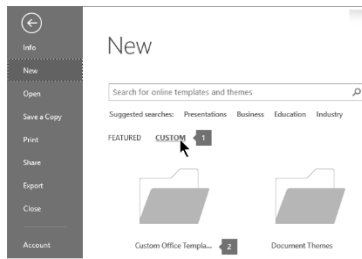 New
Info
New
Search for online templates and themes
Open
Save a Copy
Suggested searches: Presentations Business Education Industry
Print
FEATURED CUSTOM 1
Share
Export
Close
Account
Custom Office Templa... 2 Document Themes